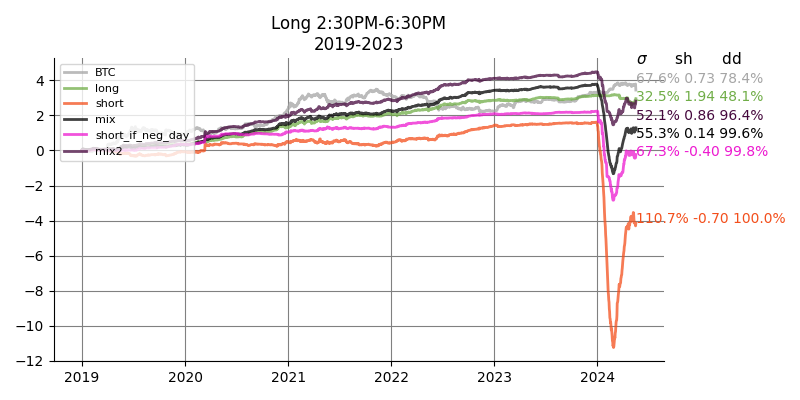 Long 2:30PM-6:30PM
2019-2023
σ sh dd
BTC
long
short
mix
short_if_neg_day
mix2
67.6% 0.73 78.4%
32.5% 1.94 48.1%
52.1% 0.86 96.4%
55.3% 0.14 99.6%
67.3% -0.40 99.8%
110.7% -0.70 100.0%
4
2
0
−2
−4
−6
−8
−10
−12
2019 2020 2021 2022 2023 2024